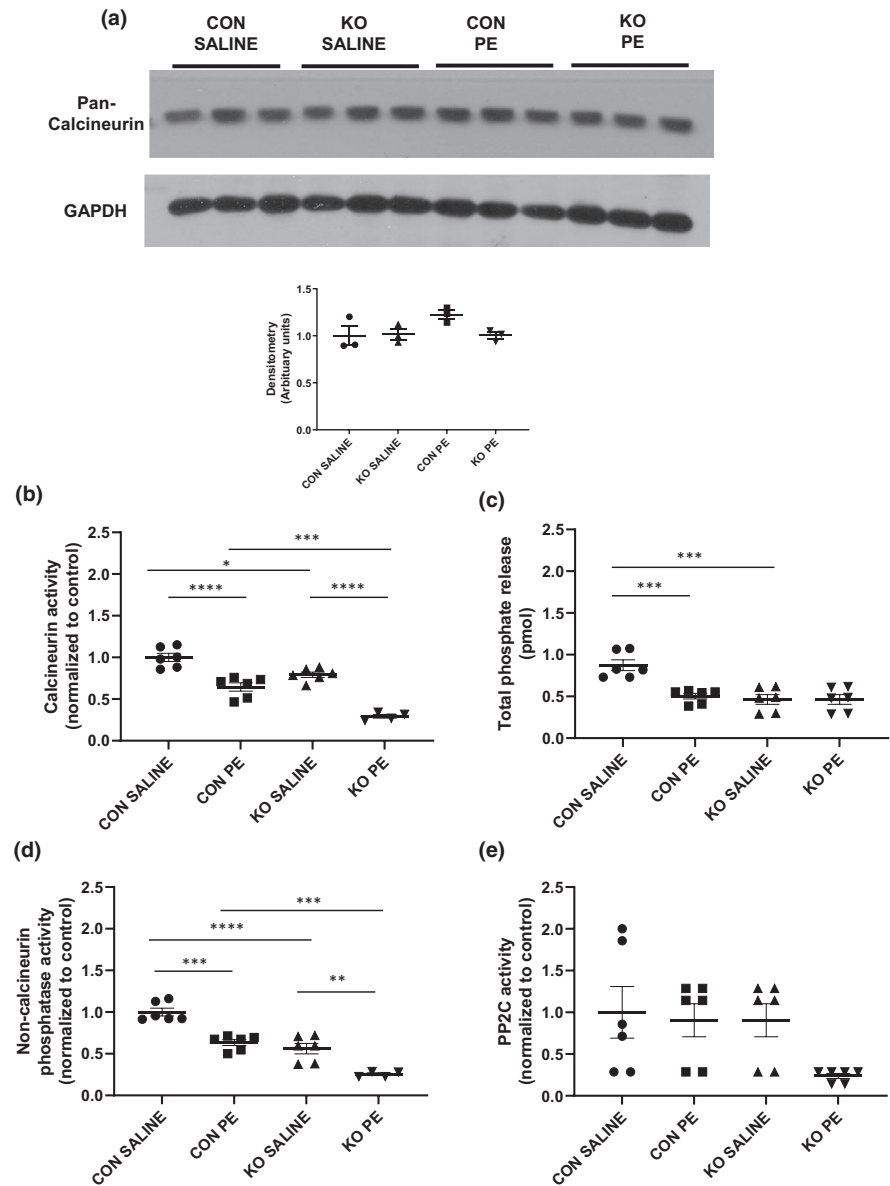 (a)
CON
SALINE
KO
SALINE
CON
PE
KO
PE
Pan-
Calcineurin
GAPDH
Densitometry
(Arbituary units)
1.5
1.0
0.5
0.0
CON SALINE
KO SALINE
CON PE
KO PE
(b)
Calcineurin activity
(normalized to control)
2.5
2.0
1.5
1.0
0.5
0.0
***
*
****
****
CON SALINE
CON PE
KO SALINE
KO PE
(c)
Total phosphate release
(pmol)
2.5
2.0
1.5
1.0
0.5
0.0
***
***
CON SALINE
CON PE
KO SALINE
KO PE
(d)
Non-calcineurin
phosphatase activity
(normalized to control)
2.5
2.0
1.5
1.0
0.5
0.0
***
****
***
**
CON SALINE
CON PE
KO SALINE
KO PE
(e)
PP2C activity
(normalized to control)
2.5
2.0
1.5
1.0
0.5
0.0
CON SALINE
CON PE
KO SALINE
KO PE